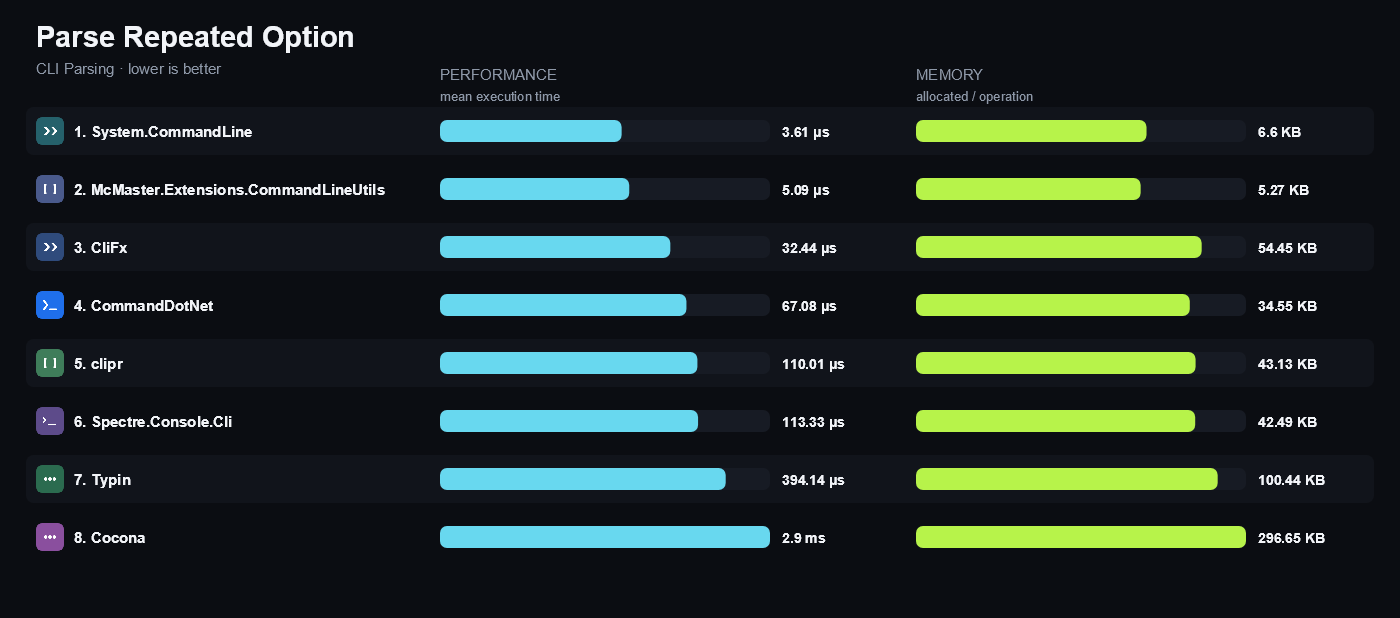 Parse Repeated Option
CLI Parsing · lower is better
PERFORMANCE
mean execution time
MEMORY
allocated / operation
1. System.CommandLine 3.61 µs 6.6 KB
2. McMaster.Extensions.CommandLineUtils 5.09 µs 5.27 KB
3. CliFx 32.44 µs 54.45 KB
4. CommandDotNet 67.08 µs 34.55 KB
5. clipr 110.01 µs 43.13 KB
6. Spectre.Console.Cli 113.33 µs 42.49 KB
7. Typin 394.14 µs 100.44 KB
8. Cocona 2.9 ms 296.65 KB